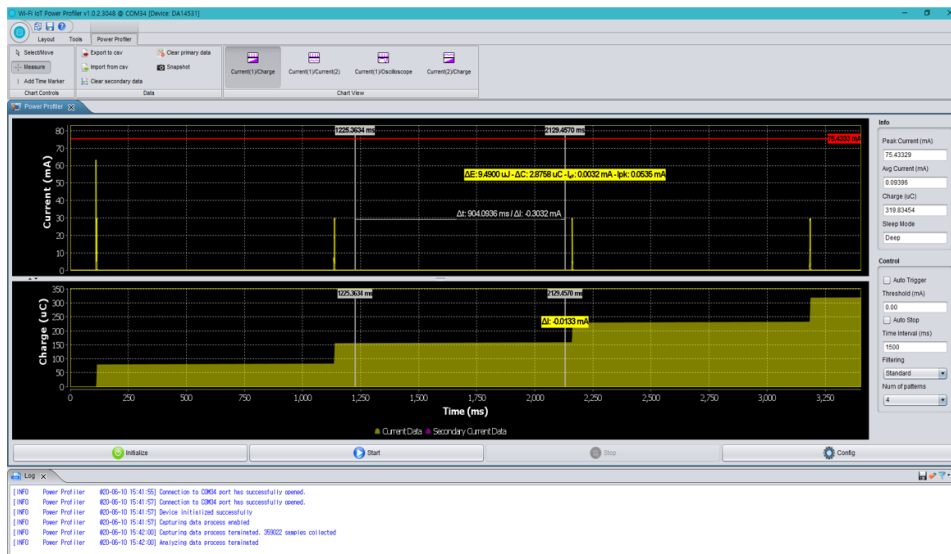 Wi-Fi IoT Power Profiler v1.0.2.3048 @ COM34 [Device: DA14531]
Layout Tools Power Profiler
Select/Move
Measure
Add Time Marker
Chart Controls
Export to csv
Import from csv
Clear secondary data
Clear primary data
Snapshot
Data
Current(1)/Charge
Current(1)/Current(2)
Current(1)/Oscilloscope
Current(2)/Charge
Chart View
Power Profiler
Current (mA)
80
70
60
50
40
30
20
10
0
1225.3634 ms
2129.4570 ms
ΔE: 9.4900 uJ - ΔC: 2.8758 uC - I
: 0.0032 mA - Ipk: 0.0535 mA
Δt: 904.0936 ms / ΔI: -0.3032 mA
Charge (uC)
350
300
250
200
150
100
50
0
1225.3634 ms
2129.4570 ms
ΔI: -0.0133 mA
0 250 500 750 1,000 1,250 1,500 1,750 2,000 2,250 2,500 2,750 3,000 3,250
Time (ms)
Current Data Secondary Current Data
Initialize
Start
Stop
Config
Info
Peak Current (mA)
75.43329
Avg Current (mA)
0.09396
Charge (uC)
319.83454
Sleep Mode
Deep
Control
Auto Trigger
Threshold (mA)
0.00
Auto Stop
Time Interval (ms)
1500
Filtering
Standard
Num of patterns
4
Log
[INFO Power Profiler @20-06-10 15:41:55] Connection to COM34 port has successfully opened.
[INFO Power Profiler @20-06-10 15:41:57] Connection to COM34 port has successfully opened.
[INFO Power Profiler @20-06-10 15:41:57] Device initialized successfully
[INFO Power Profiler @20-06-10 15:41:57] Capturing data process enabled
[INFO Power Profiler @20-06-10 15:42:00] Capturing data process terminated. 359022 samples collected
[INFO Power Profiler @20-06-10 15:42:00] Analyzing data process terminated